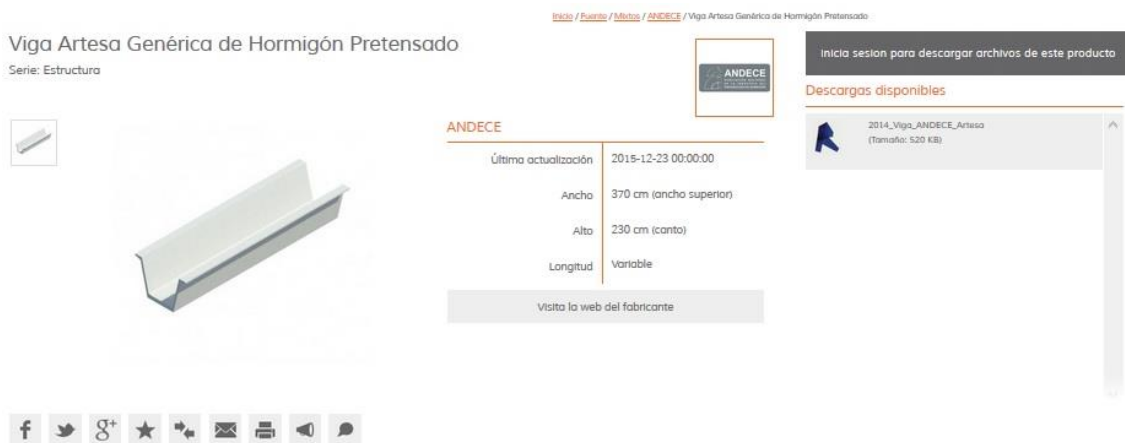 Inicio / Fuente / Mixtos / ANDECE / Viga Artesa Genérica de Hormigón Pretensado
Viga Artesa Genérica de Hormigón Pretensado
Serie: Estructura
ANDECE
ANDECE
Última actualización 2015-12-23 00:00:00
Ancho 370 cm (ancho superior)
Alto 230 cm (canto)
Longitud Variable
Visita la web del fabricante
Inicia sesion para descargar archivos de este producto
Descargas disponibles
2014_Viga_ANDECE_Artesa
(Tamaño: 520 KB)
f g+